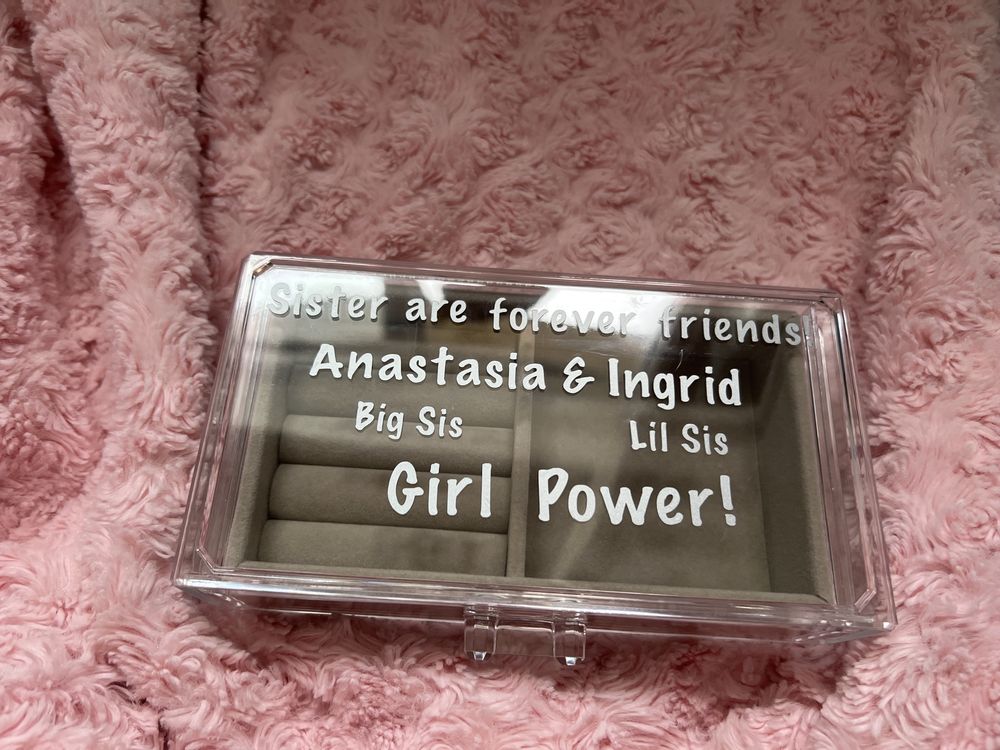 Sister are forever friends!
Anastasia & Ingrid
Big Sis Lil Sis
Girl Power!